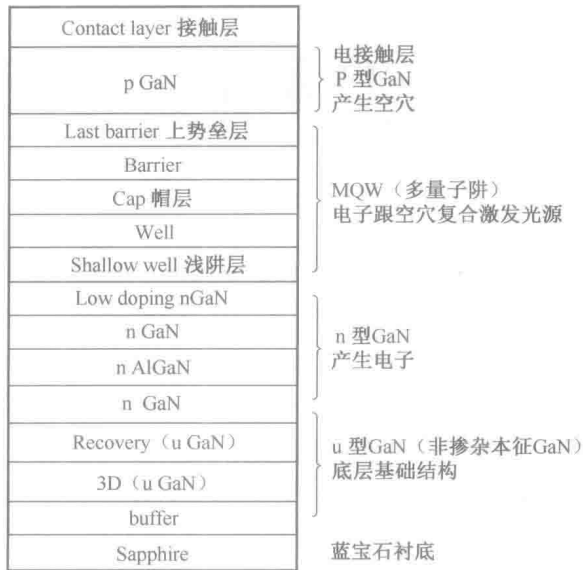 Contact layer 接触层
p GaN
Last barrier 上势垒层
Barrier
Cap 帽层
Well
Shallow well 浅阱层
Low doping nGaN
n GaN
n AlGaN
n GaN
Recovery（u GaN）
3D（u GaN）
buffer
Sapphire
电接触层
P 型GaN
产生空穴
MQW（多量子阱）
电子跟空穴复合激发光源
n 型GaN
产生电子
u 型GaN（非掺杂本征GaN）
底层基础结构
蓝宝石衬底